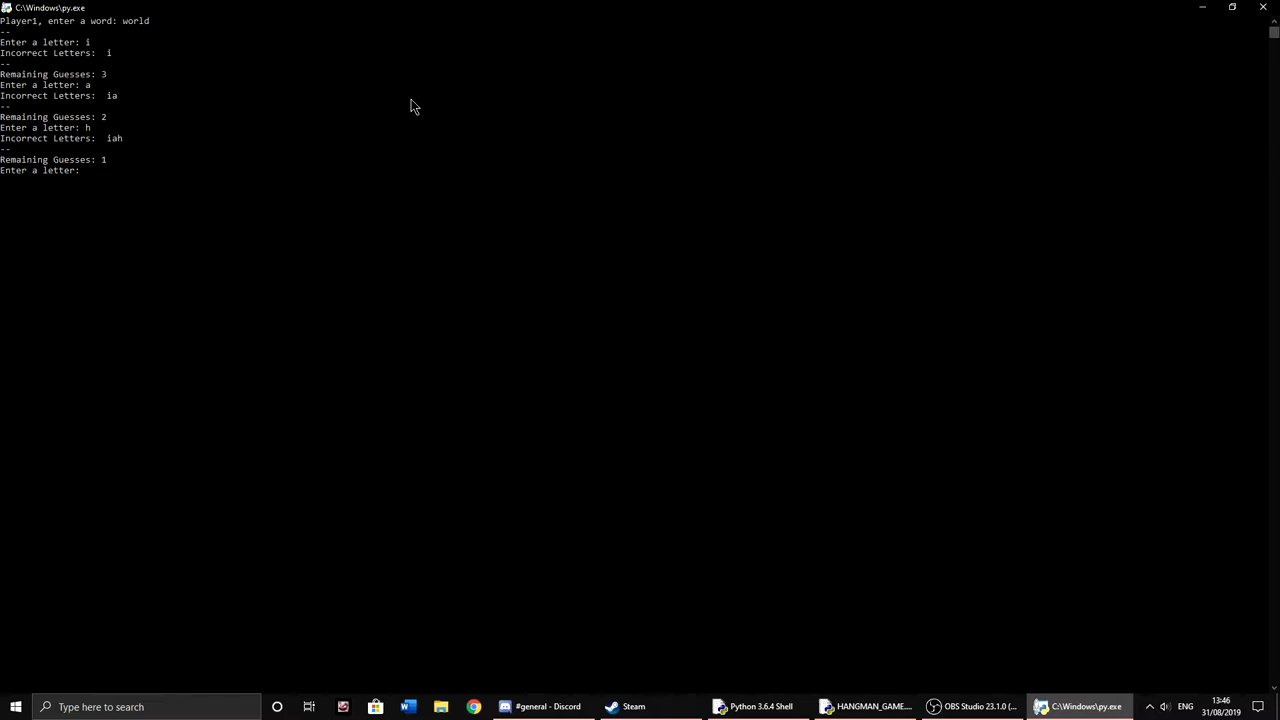 C:\Windows\py.exe
Player1, enter a word: world
--
Enter a letter: i
Incorrect Letters:  i
--
Remaining Guesses: 3
Enter a letter: a
Incorrect Letters:  ia
--
Remaining Guesses: 2
Enter a letter: h
Incorrect Letters:  iah
--
Remaining Guesses: 1
Enter a letter:
Type here to search
#general - Discord
Steam
Python 3.6.4 Shell
HANGMAN_GAME....
OBS Studio 23.1.0 (...
C:\Windows\py.exe
ENG
13:46
31/08/2019